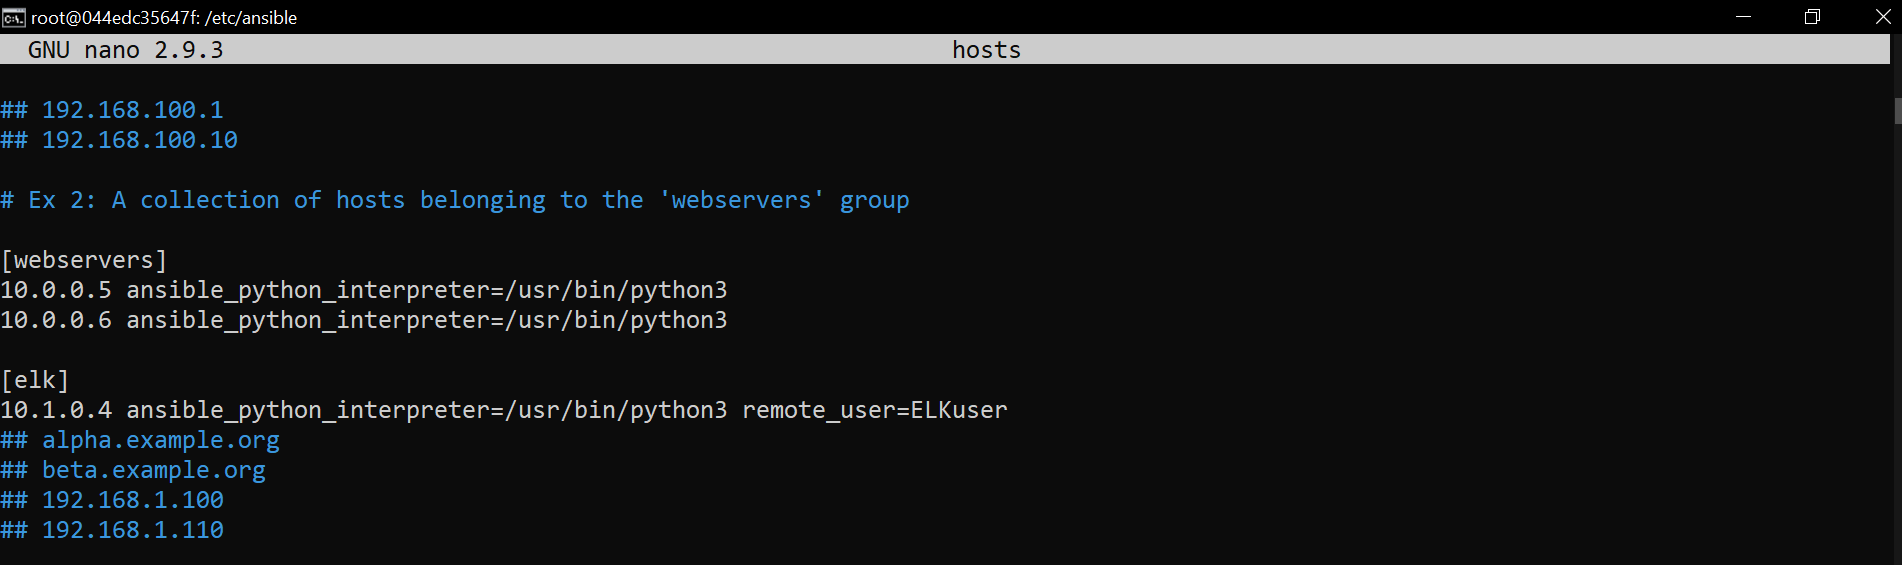 root@044edc35647f: /etc/ansible
GNU nano 2.9.3 hosts
## 192.168.100.1
## 192.168.100.10
# Ex 2: A collection of hosts belonging to the 'webservers' group
[webservers]
10.0.0.5 ansible_python_interpreter=/usr/bin/python3
10.0.0.6 ansible_python_interpreter=/usr/bin/python3
[elk]
10.1.0.4 ansible_python_interpreter=/usr/bin/python3 remote_user=ELKuser
## alpha.example.org
## beta.example.org
## 192.168.1.100
## 192.168.1.110